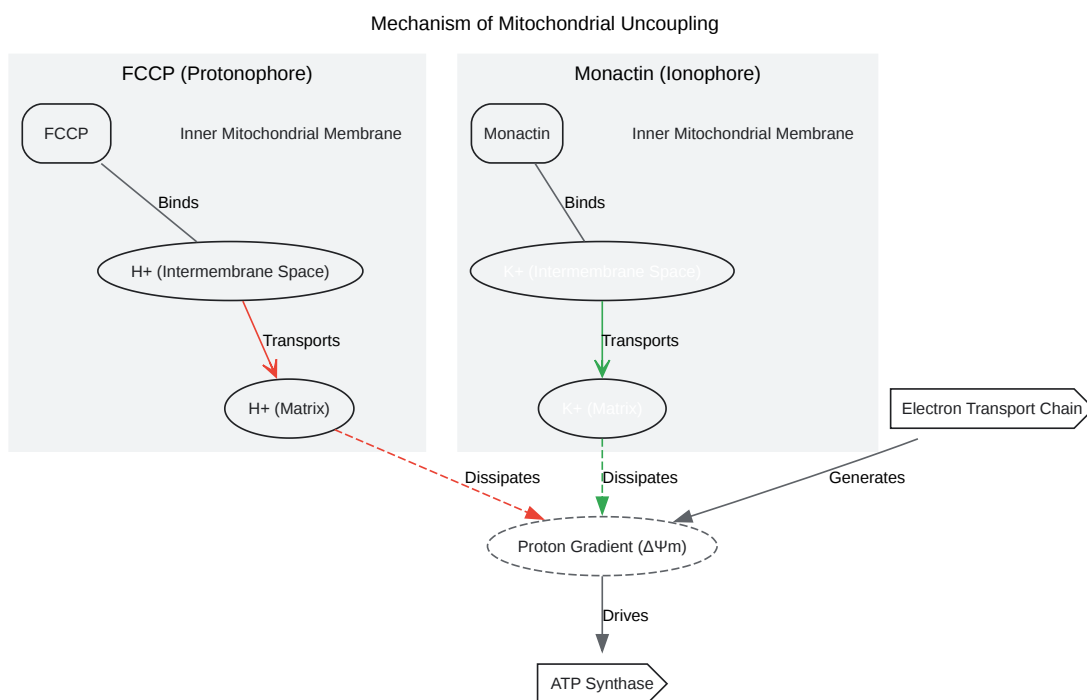 Mechanism of Mitochondrial Uncoupling
FCCP (Protonophore)
Monactin (Ionophore)
FCCP
Inner Mitochondrial Membrane
Monactin
Inner Mitochondrial Membrane
Binds
Binds
H+ (Intermembrane Space)
K+ (Intermembrane Space)
Transports
Transports
H+ (Matrix)
K+ (Matrix)
Electron Transport Chain
Dissipates
Dissipates
Generates
Proton Gradient (ΔΨm)
Drives
ATP Synthase